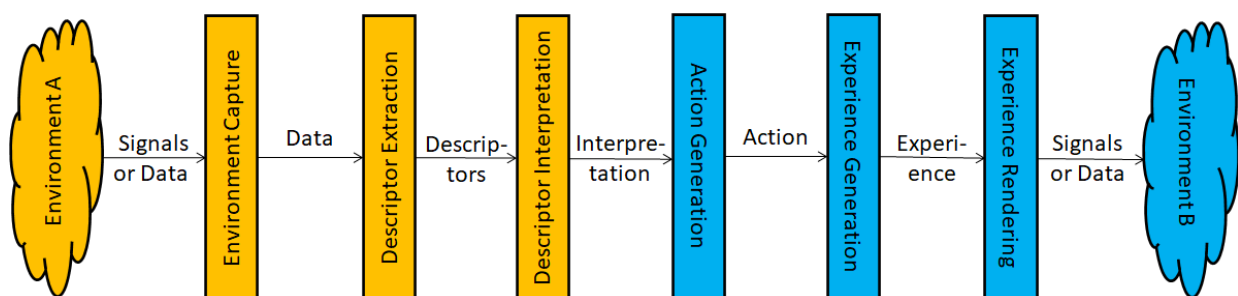 Environment A
Signals
or Data
Environment Capture
Data
Descriptor Extraction
Descrip-
tors
Descriptor Interpretation
Interpre-
tation
Action Generation
Action
Experience Generation
Experi-
ence
Experience Rendering
Signals
or Data
Environment B